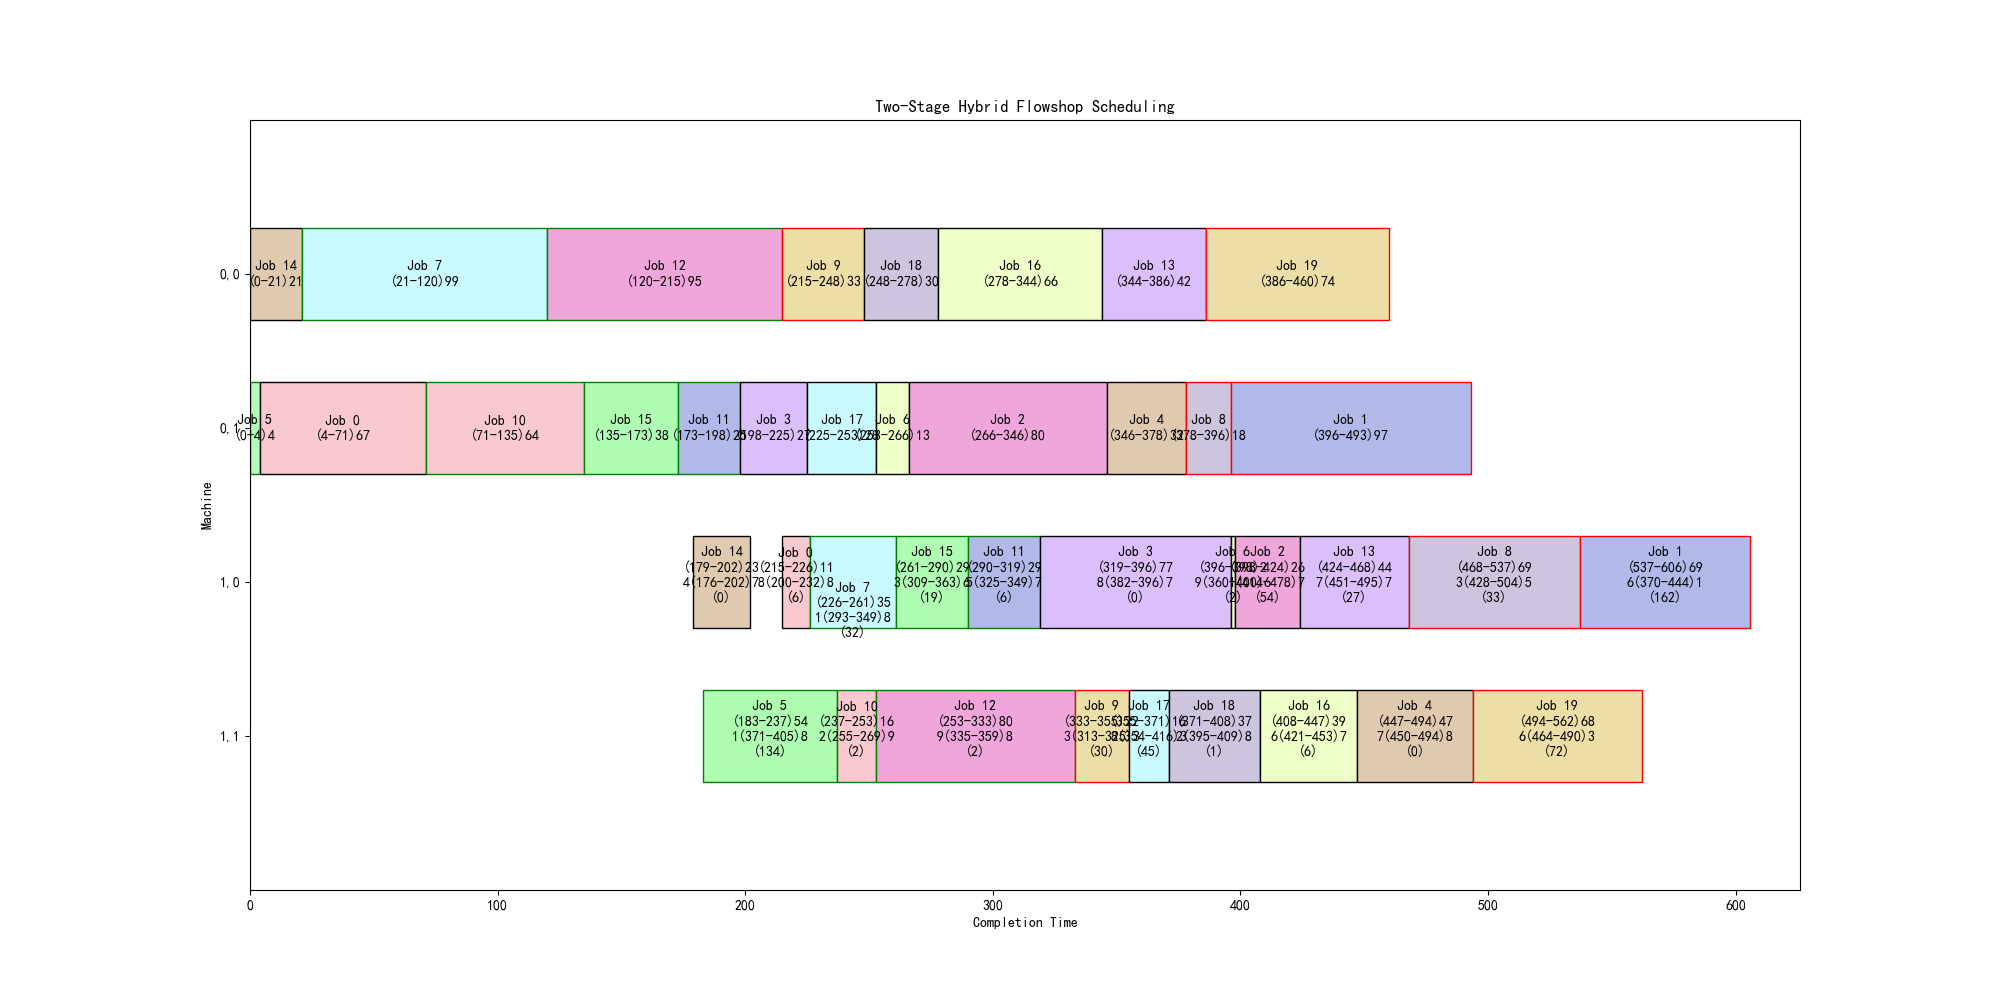 Two-Stage Hybrid Flowshop Scheduling
Machine
0,0
Job 14
(0-21)21
Job 7
(21-120)99
Job 12
(120-215)95
Job 9
(215-248)33
Job 18
(248-278)30
Job 16
(278-344)66
Job 13
(344-386)42
Job 19
(386-460)74
0,1
Job 5
(0-4)4
Job 0
(4-71)67
Job 10
(71-135)64
Job 15
(135-173)38
Job 11
(173-198)25
Job 3
(198-225)27
Job 17
(225-253)28
Job 6
(253-266)13
Job 2
(266-346)80
Job 4
(346-378)32
Job 8
(378-396)18
Job 1
(396-493)97
1,0
Job 14
(179-202)23
4(176-202)7
(0)
Job 0
(215-226)11
8(200-232)8
(6)
Job 7
(226-261)35
1(293-349)8
(32)
Job 15
(261-290)29
3(309-363)6
(19)
Job 11
(290-319)29
5(325-349)7
(6)
Job 3
(319-396)77
8(382-396)7
(0)
Job 6
(396-398)2
(2)
Job 2
(398-424)26
(54)
Job 13
(424-468)44
7(451-495)7
(27)
Job 8
(468-537)69
3(428-504)5
(33)
Job 1
(537-606)69
6(370-444)1
(162)
1,1
Job 5
(183-237)54
1(371-405)8
(134)
Job 10
(237-253)16
2(255-269)9
(2)
Job 12
(253-333)80
9(335-359)8
(2)
Job 9
(333-355)22
(30)
Job 17
(355-371)16
(45)
Job 18
(371-408)37
2(395-409)8
(1)
Job 16
(408-447)39
6(421-453)7
(6)
Job 4
(447-494)47
7(450-494)8
(0)
Job 19
(494-562)68
6(464-490)3
(72)
0
100
200
300
400
500
600
Completion Time